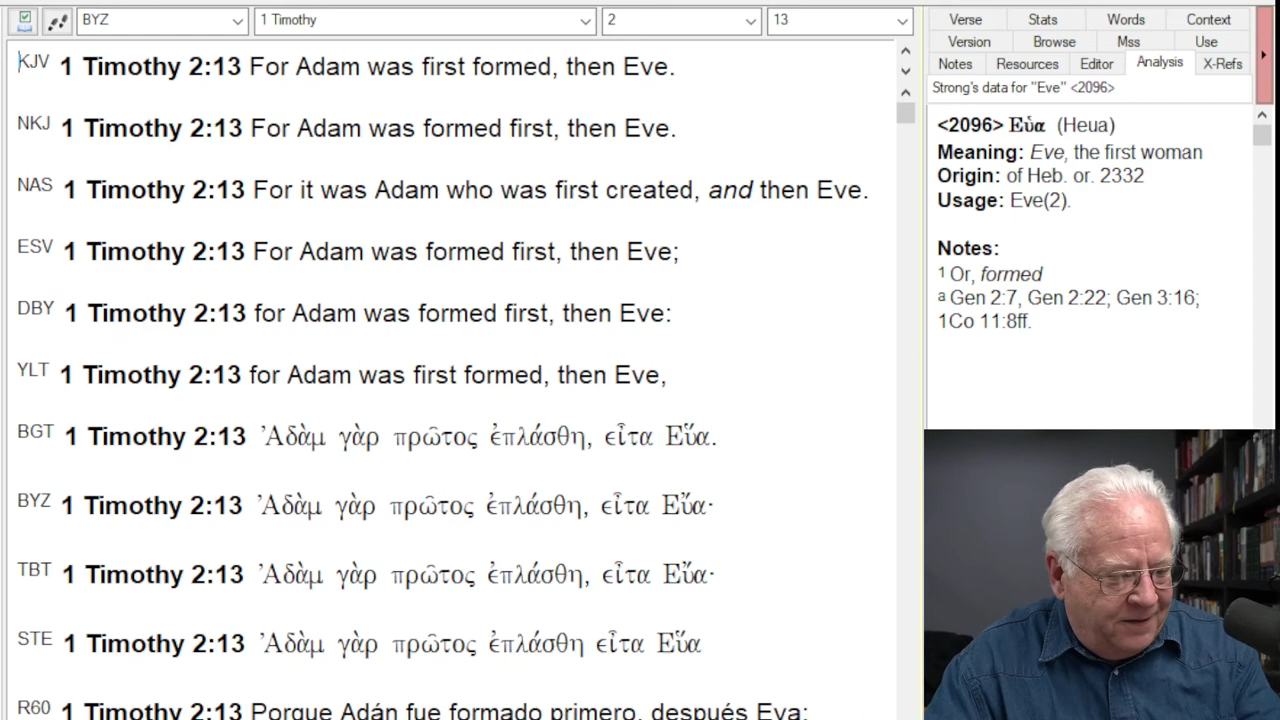 BYZ 1 Timothy 2 13
KJV 1 Timothy 2:13 For Adam was first formed, then Eve.
NKJ 1 Timothy 2:13 For Adam was formed first, then Eve.
NAS 1 Timothy 2:13 For it was Adam who was first created, and then Eve.
ESV 1 Timothy 2:13 For Adam was formed first, then Eve;
DBY 1 Timothy 2:13 for Adam was formed first, then Eve:
YLT 1 Timothy 2:13 for Adam was first formed, then Eve,
BGT 1 Timothy 2:13 Ἀδὰμ γὰρ πρῶτος ἐπλάσθη, εἶτα Εὕα.
BYZ 1 Timothy 2:13 Ἀδὰμ γὰρ πρῶτος ἐπλάσθη, εἶτα Εὔα·
TBT 1 Timothy 2:13 Ἀδὰμ γὰρ πρῶτος ἐπλάσθη, εἶτα Εὔα·
STE 1 Timothy 2:13 Ἀδὰμ γὰρ πρῶτος ἐπλάσθη εἶτα Εὕα
R60 1 Timothy 2:13 Porque Adán fue formado primero, después Eva;
Verse Stats Words Context
Version Browse Mss Use
Notes Resources Editor Analysis X-Refs
Strong's data for "Eve" <2096>
<2096> Εὕα (Heua)
Meaning: Eve, the first woman
Origin: of Heb. or. 2332
Usage: Eve(2).
Notes:
1 Or, formed
a Gen 2:7, Gen 2:22; Gen 3:16;
1Co 11:8ff.